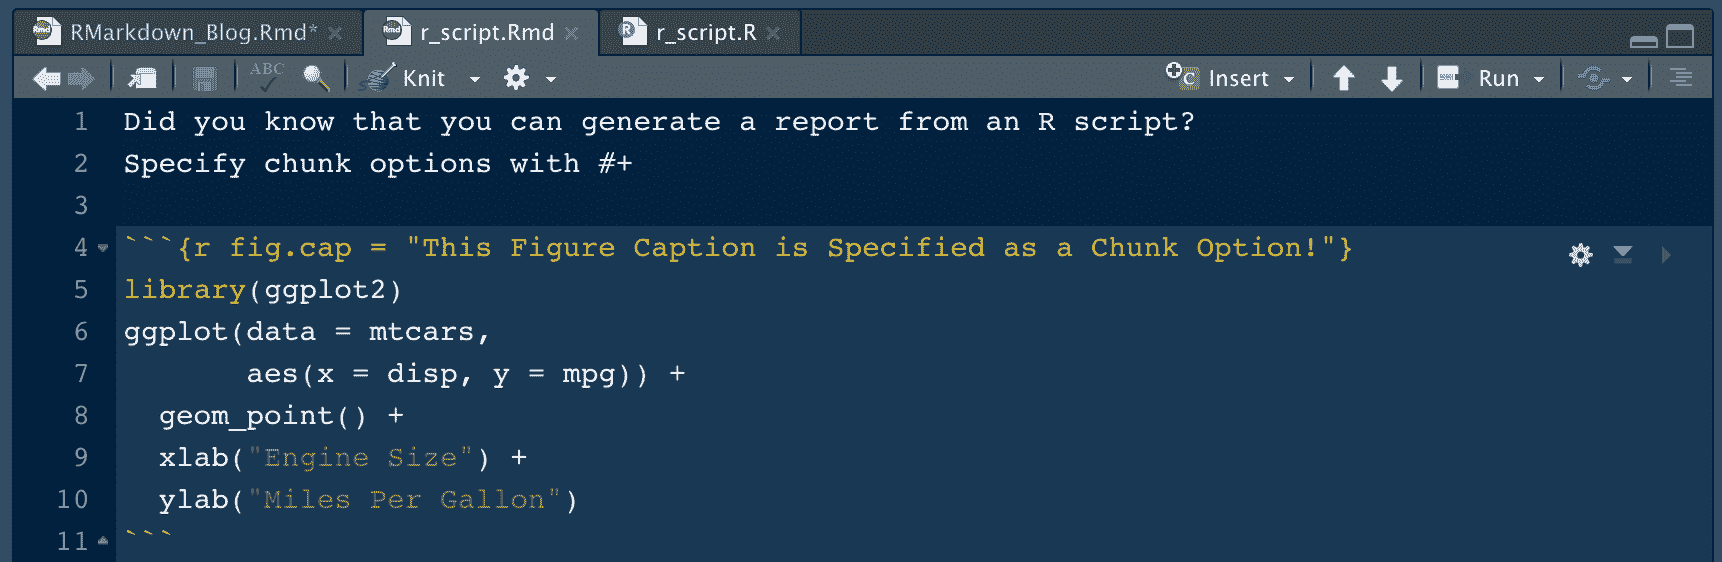 RMarkdown_Blog.Rmd* r_script.Rmd r_script.R
ABC Knit Insert Run
1 Did you know that you can generate a report from an R script?
2 Specify chunk options with #+
3
4 ```{r fig.cap = "This Figure Caption is Specified as a Chunk Option!"}
5 library(ggplot2)
6 ggplot(data = mtcars,
7        aes(x = disp, y = mpg)) +
8   geom_point() +
9   xlab("Engine Size") +
10   ylab("Miles Per Gallon")
11 ```